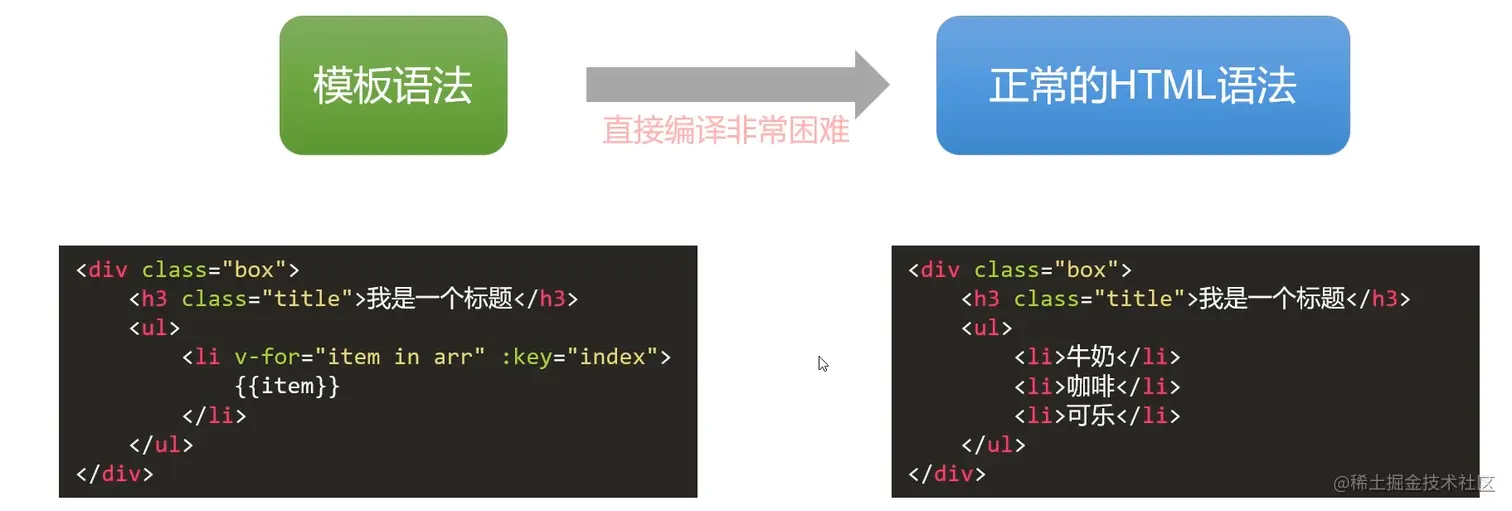 模板语法
直接编译非常困难
正常的HTML语法
<div class="box">
    <h3 class="title">我是一个标题</h3>
    <ul>
        <li v-for="item in arr" :key="index">
            {{item}}
        </li>
    </ul>
</div>
<div class="box">
    <h3 class="title">我是一个标题</h3>
    <ul>
        <li>牛奶</li>
        <li>咖啡</li>
        <li>可乐</li>
    </ul>
</div>
@稀土掘金技术社区